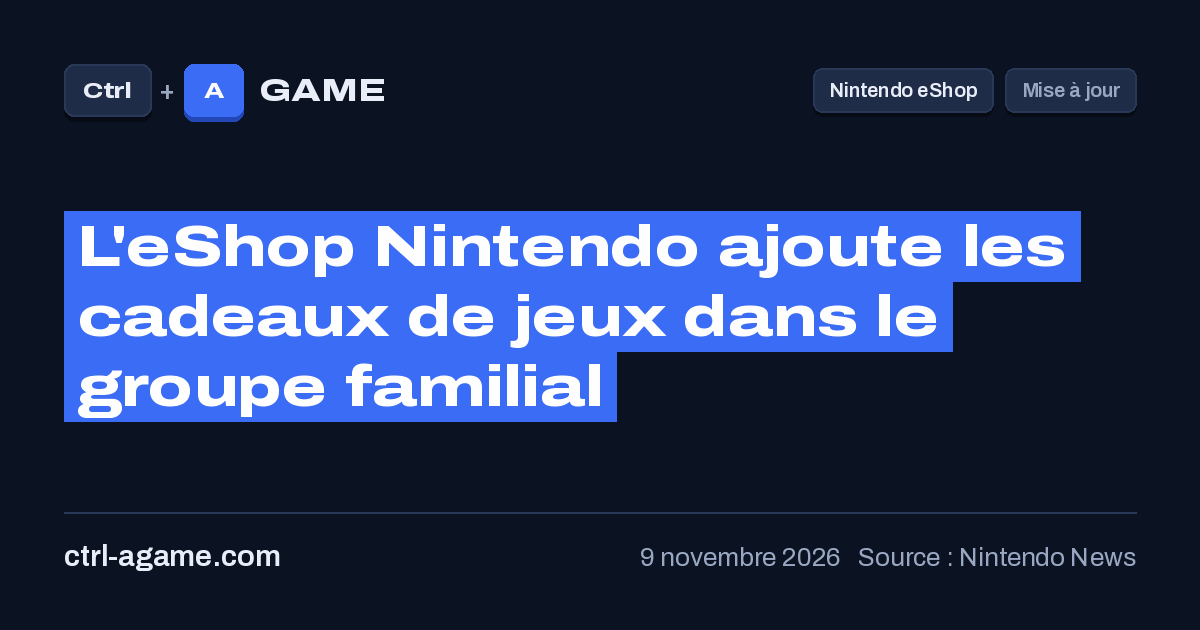 Ctrl + A GAME
Nintendo eShop
Mise à jour
L'eShop Nintendo ajoute les
cadeaux de jeux dans le
groupe familial
ctrl-agame.com
9 novembre 2026 Source : Nintendo News